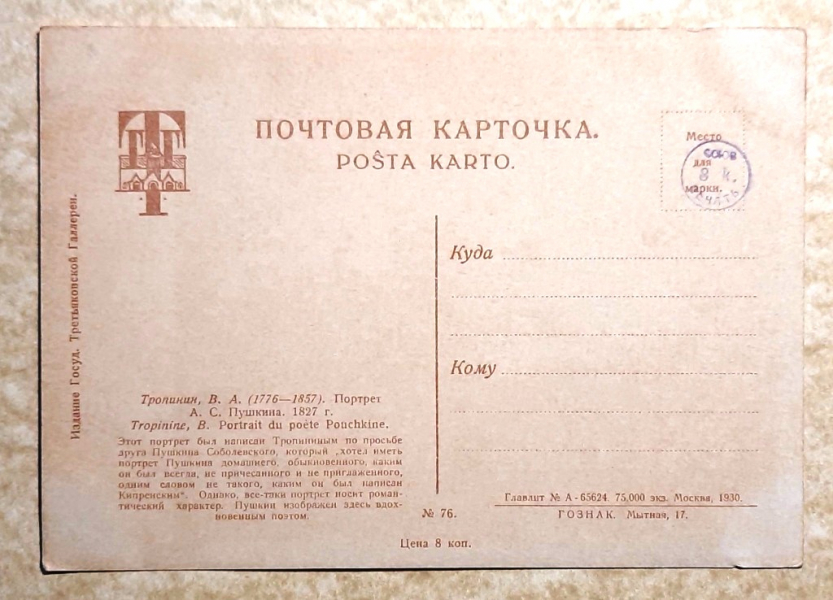 ПОЧТОВАЯ КАРТОЧКА.
POŜTA KARTO.
Место
для
марки.
СОЮЗ
8 к.
ПЕЧАТЬ
Издание Госуд. Третьяковской Галлереи.
Куда
Кому
Тропинин, В. А. (1776—1857). Портрет
А. С. Пушкина. 1827 г.
Tropinine, B. Portrait du poète Pouchkine.
Этот портрет был написан Тропининым по просьбе
друга Пушкина Соболевского, который „хотел иметь
портрет Пушкина домашнего, обыкновенного, каким
он был всегда, не причесанного и не приглаженного,
одним словом не такого, каким он был написан
Кипренским“. Однако, все-таки портрет носит роман-
тический характер. Пушкин изображен здесь вдох-
новенным поэтом.
№ 76.
Главлит № А - 65624. 75.000 экз. Москва, 1930.
ГОЗНАК. Мытная, 17.
Цена 8 коп.